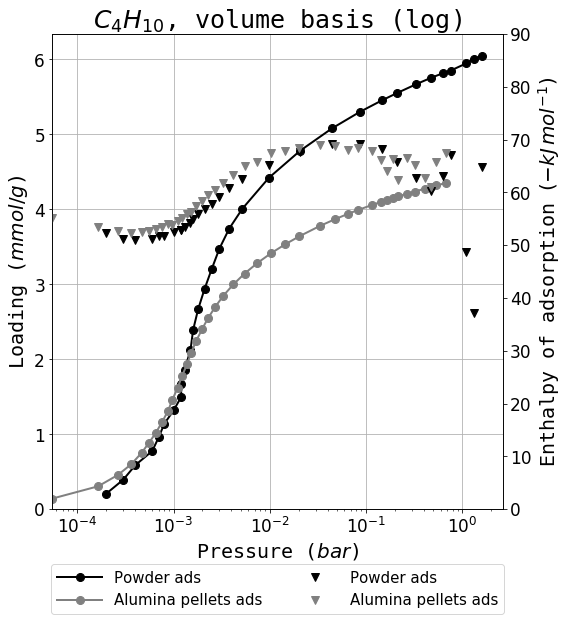 C₄H₁₀, volume basis (log)
Loading (mmol/g)
6
5
4
3
2
1
0
90
80
70
60
50
40
30
20
10
0
Enthalpy of adsorption (−kJ mol⁻¹)
10⁻⁴ 10⁻³ 10⁻² 10⁻¹ 10⁰
Pressure (bar)
Powder ads Powder ads
Alumina pellets ads Alumina pellets ads